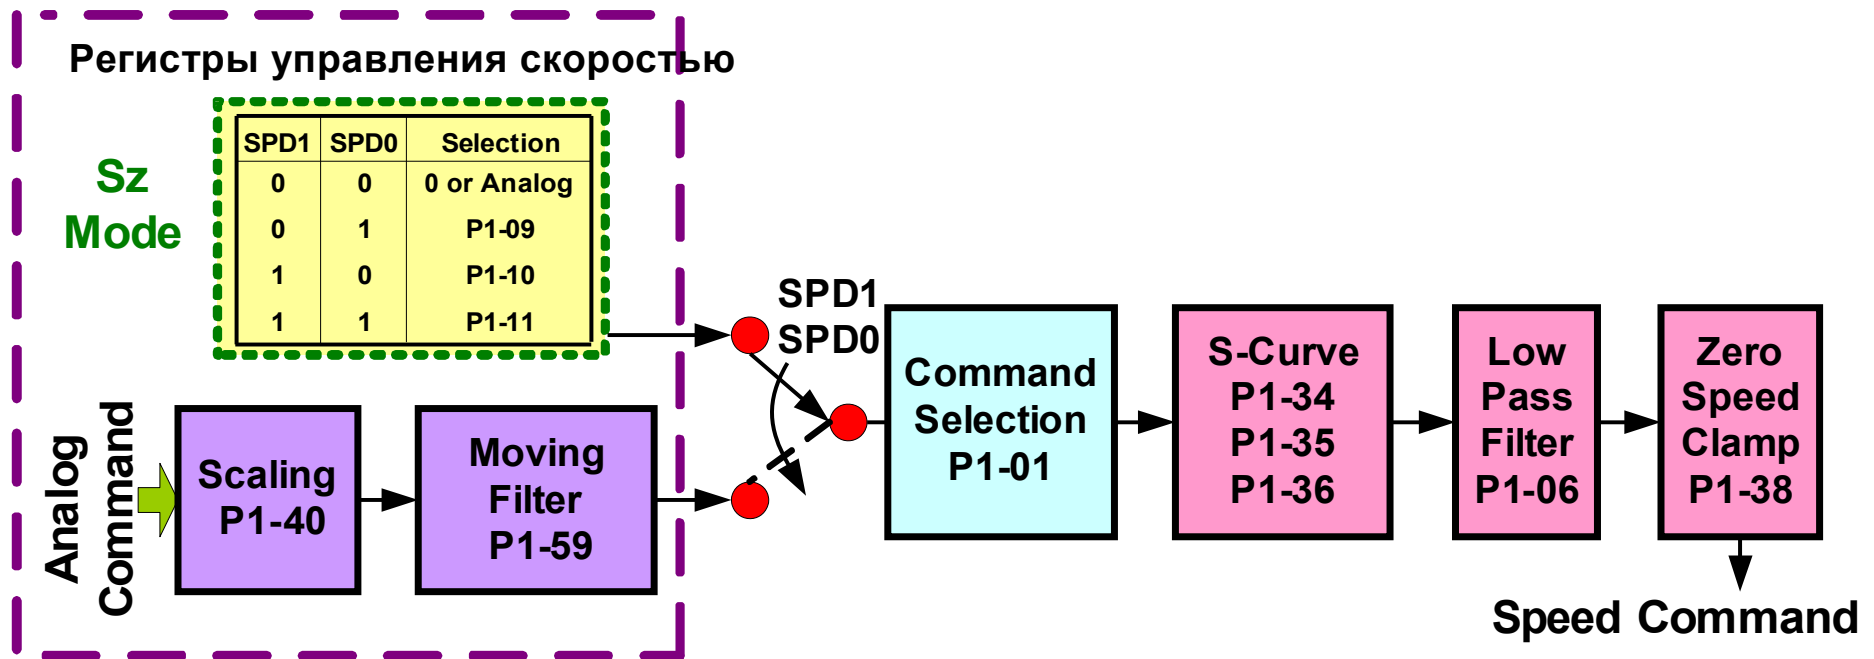 Регистры управления скоростью
Sz
Mode
SPD1 SPD0 Selection
0 0 0 or Analog
0 1 P1-09
1 0 P1-10
1 1 P1-11
Analog
Command
Scaling
P1-40
Moving
Filter
P1-59
SPD1
SPD0
Command
Selection
P1-01
S-Curve
P1-34
P1-35
P1-36
Low
Pass
Filter
P1-06
Zero
Speed
Clamp
P1-38
Speed Command